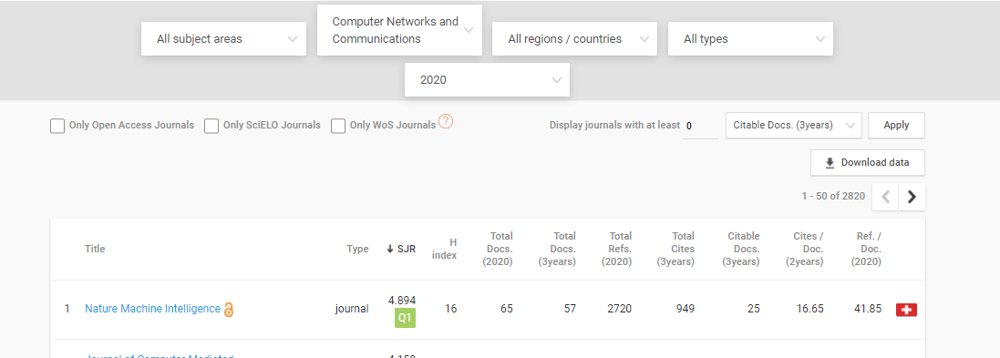 Computer Networks and
Communications
All subject areas
All regions / countries
All types
2020
Only Open Access Journals
Only SciELO Journals
Only WoS Journals
?
Display journals with at least
0
Citable Docs. (3years)
Apply
Download data
1 - 50 of 2820
Title
Type
SJR
H
index
Total
Docs.
(2020)
Total
Docs.
(3years)
Total
Refs.
(2020)
Total
Cites
(3years)
Citable
Docs.
(3years)
Cites /
Doc.
(2years)
Ref. /
Doc.
(2020)
1
Nature Machine Intelligence
journal
4.894
Q1
16
65
57
2720
949
25
16.65
41.85
Journal of Computer-Mediated